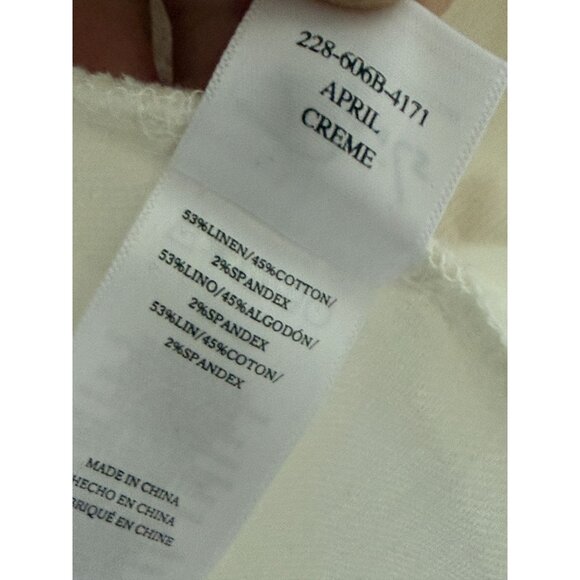 228-606B-4171
APRIL
CREME
53%LINEN/45%COTTON/
2%SPANDEX
53%LINO/45%ALGODÓN/
2%SPANDEX
53%LIN/45%COTON/
2%SPANDEX
MADE IN CHINA
HECHO EN CHINA
BRIQUÉ EN CHINE